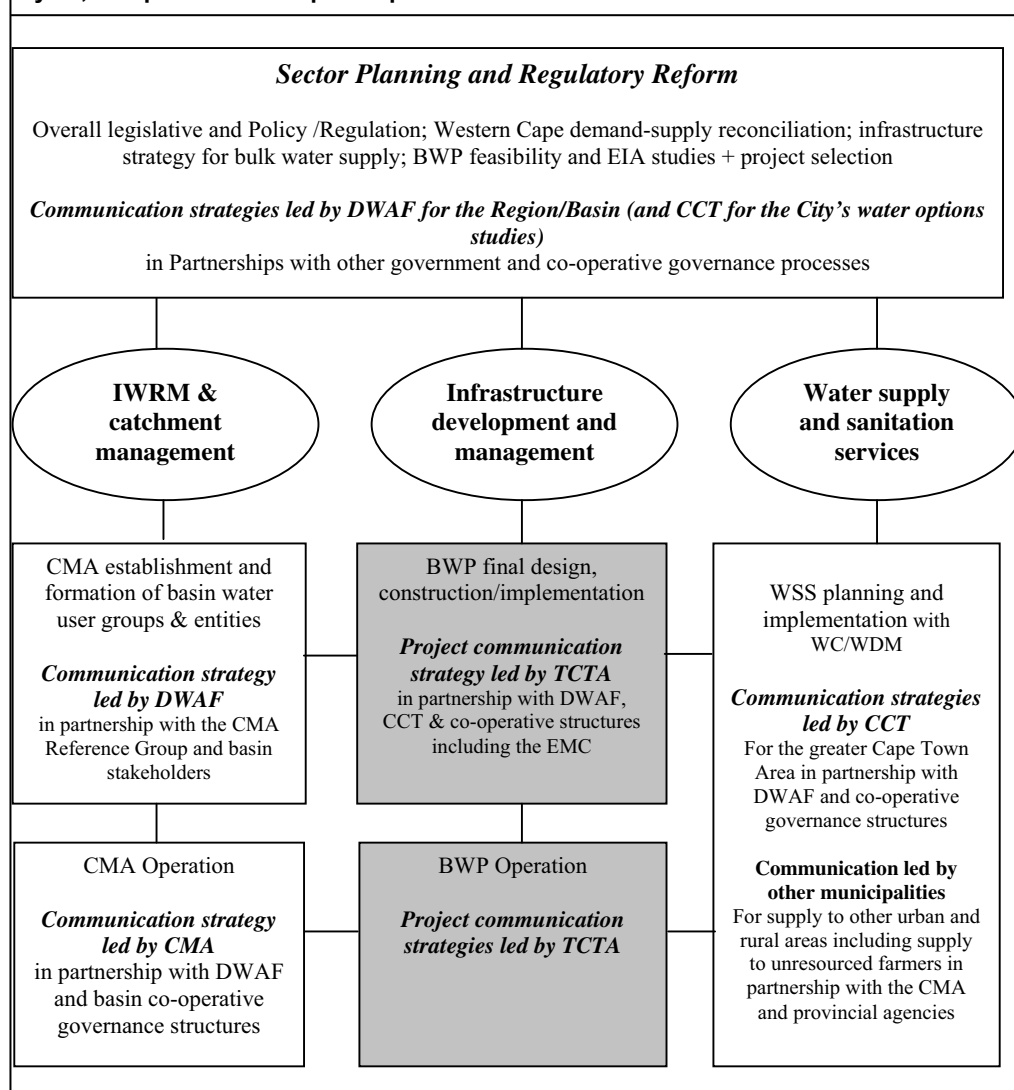 Sector Planning and Regulatory Reform
Overall legislative and Policy /Regulation; Western Cape demand-supply reconciliation; infrastructure
strategy for bulk water supply; BWP feasibility and EIA studies + project selection
Communication strategies led by DWAF for the Region/Basin (and CCT for the City's water options
studies)
in Partnerships with other government and co-operative governance processes
IWRM &
catchment
management
Infrastructure
development and
management
Water supply
and sanitation
services
CMA establishment and
formation of basin water
user groups & entities
Communication strategy
led by DWAF
in partnership with the CMA
Reference Group and basin
stakeholders
BWP final design,
construction/implementation
Project communication
strategy led by TCTA
in partnership with DWAF,
CCT & co-operative structures
including the EMC
WSS planning and
implementation with
WC/WDM
Communication strategies
led by CCT
For the greater Cape Town
Area in partnership with
DWAF and co-operative
governance structures
Communication led by
other municipalities
For supply to other urban and
rural areas including supply
to unresourced farmers in
partnership with the CMA
and provincial agencies
CMA Operation
Communication strategy
led by CMA
in partnership with DWAF
and basin co-operative
governance structures
BWP Operation
Project communication
strategies led by TCTA